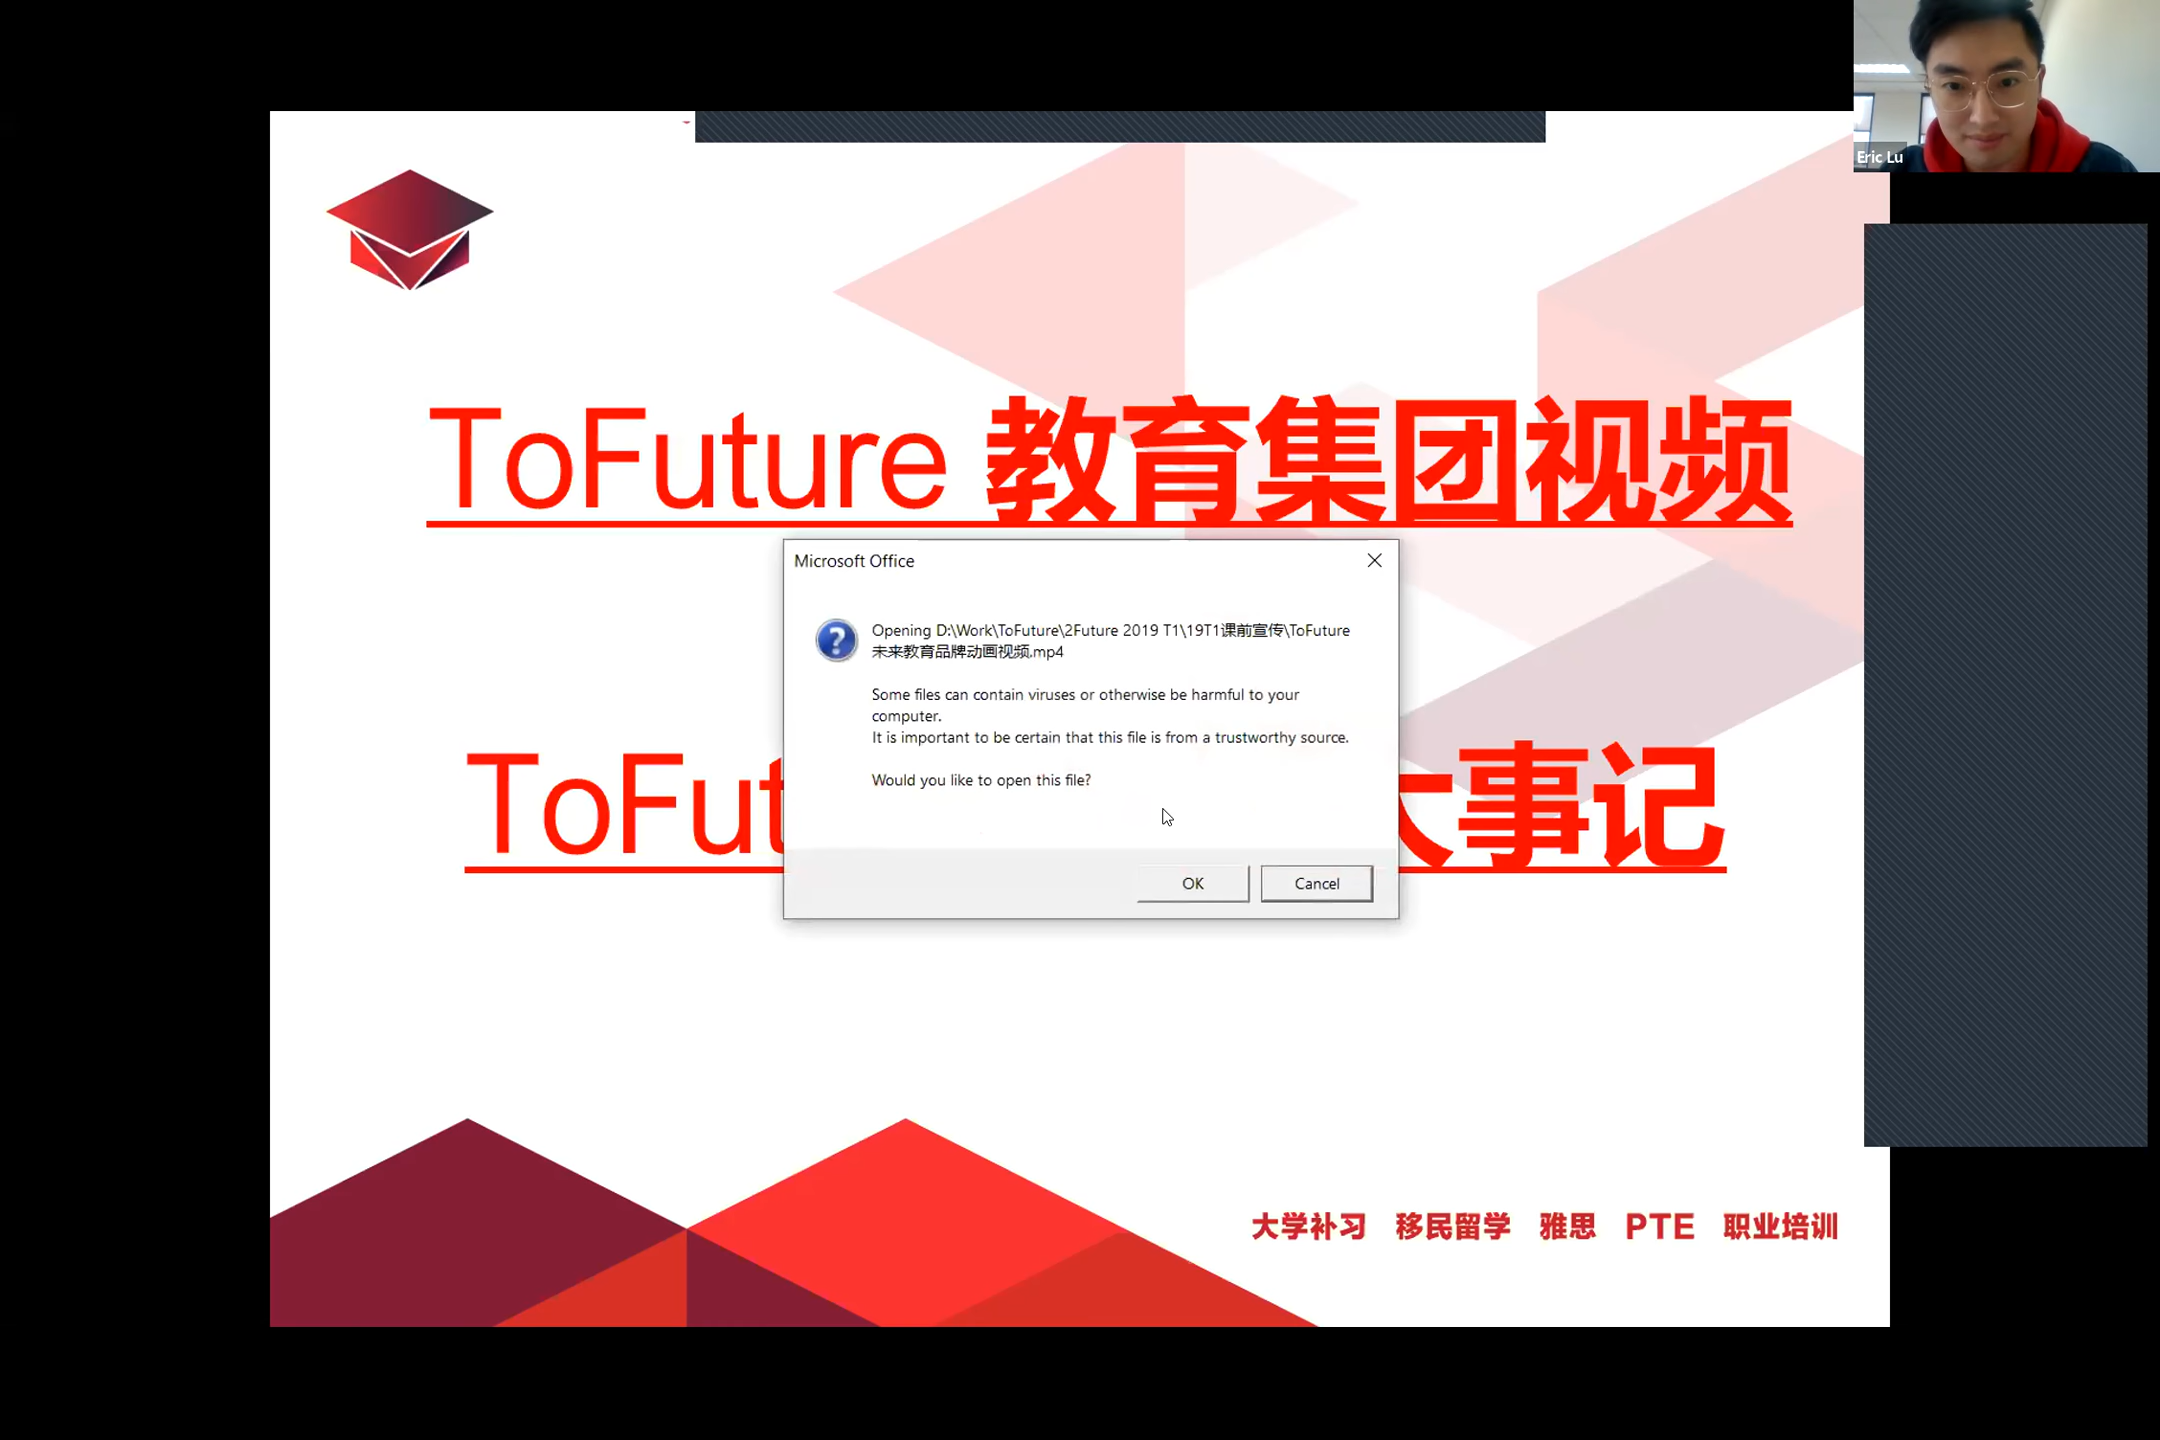 Eric Lu
ToFuture 教育集团视频
Microsoft Office
Opening D:\Work\ToFuture\2Future 2019 T1\19T1课前宣传\ToFuture
未来教育品牌动画视频.mp4
Some files can contain viruses or otherwise be harmful to your
computer.
It is important to be certain that this file is from a trustworthy source.
Would you like to open this file?
OK Cancel
大事记
大学补习 移民留学 雅思 PTE 职业培训